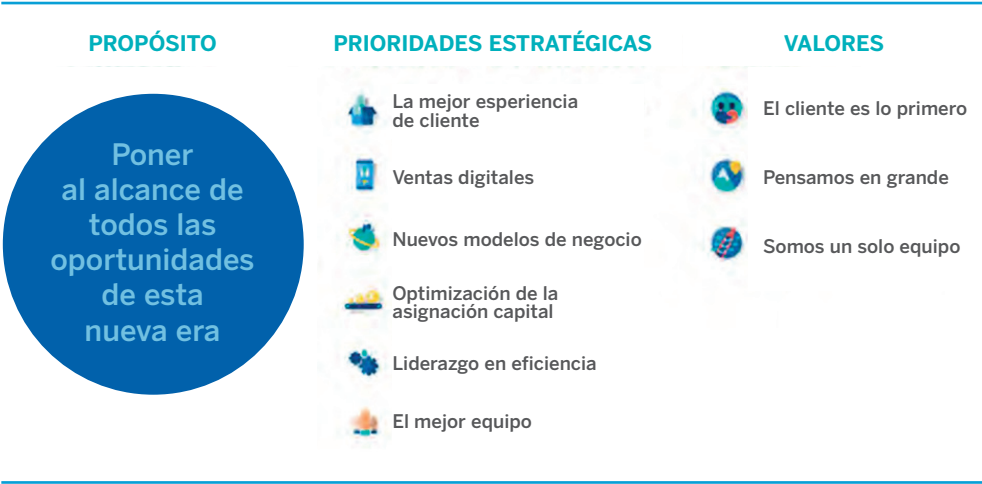 PROPÓSITO
Poner
al alcance de
todos las
oportunidades
de esta
nueva era
PRIORIDADES ESTRATÉGICAS
La mejor esperiencia
de cliente
Ventas digitales
Nuevos modelos de negocio
Optimización de la
asignación capital
Liderazgo en eficiencia
El mejor equipo
VALORES
El cliente es lo primero
Pensamos en grande
Somos un solo equipo